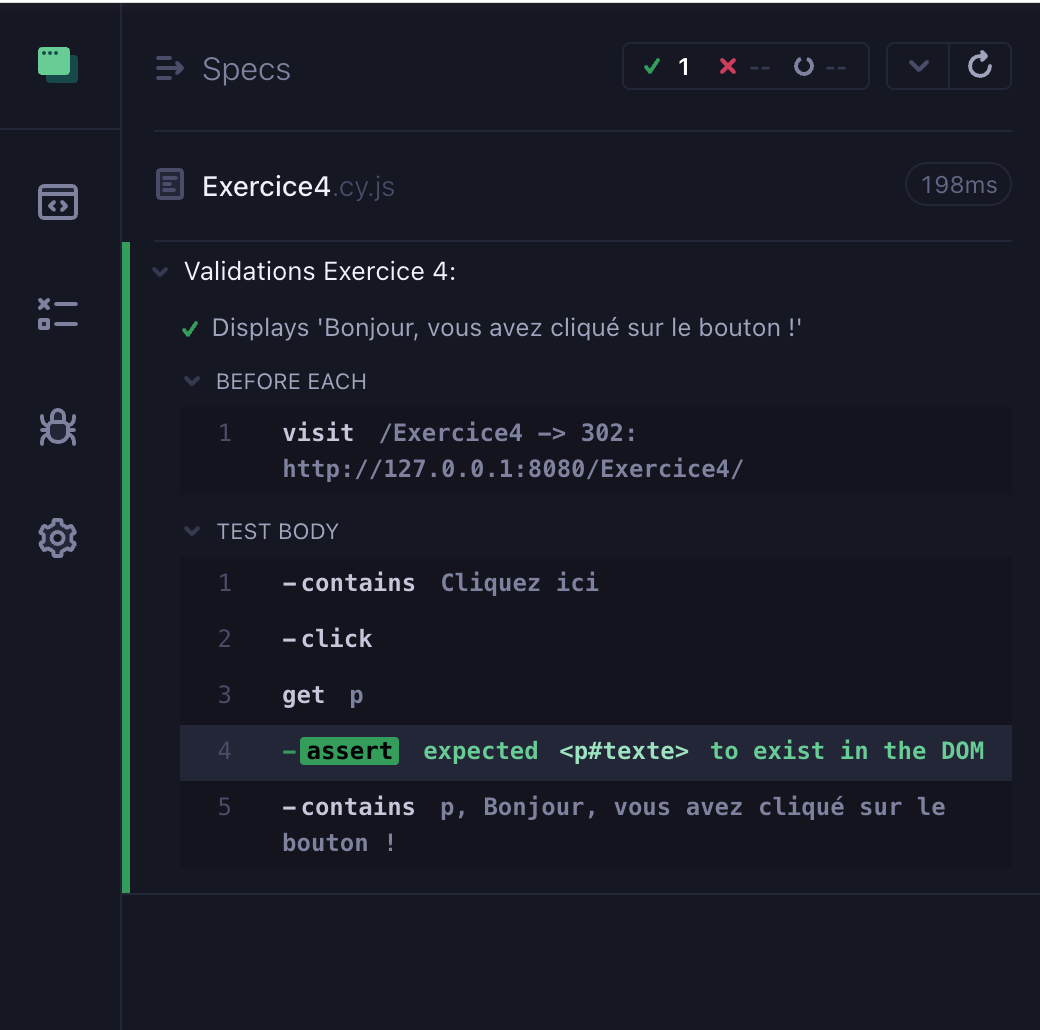 Specs
1 -- --
Exercice4.cy.js
198ms
Validations Exercice 4:
Displays 'Bonjour, vous avez cliqué sur le bouton !'
BEFORE EACH
1 visit /Exercice4 –> 302:
http://127.0.0.1:8080/Exercice4/
TEST BODY
1 -contains Cliquez ici
2 -click
3 get p
4 -assert expected <p#texte> to exist in the DOM
5 -contains p, Bonjour, vous avez cliqué sur le
bouton !